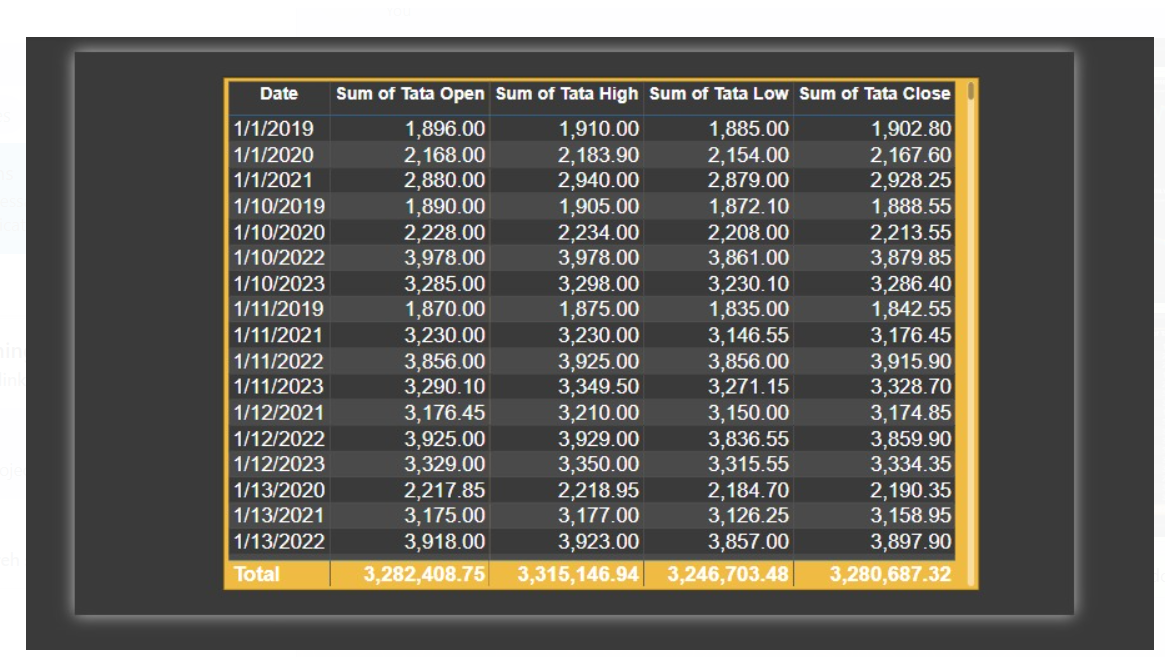 Date Sum of Tata Open Sum of Tata High Sum of Tata Low Sum of Tata Close
1/1/2019 1,896.00 1,910.00 1,885.00 1,902.80
1/1/2020 2,168.00 2,183.90 2,154.00 2,167.60
1/1/2021 2,880.00 2,940.00 2,879.00 2,928.25
1/10/2019 1,890.00 1,905.00 1,872.10 1,888.55
1/10/2020 2,228.00 2,234.00 2,208.00 2,213.55
1/10/2022 3,978.00 3,978.00 3,861.00 3,879.85
1/10/2023 3,285.00 3,298.00 3,230.10 3,286.40
1/11/2019 1,870.00 1,875.00 1,835.00 1,842.55
1/11/2021 3,230.00 3,230.00 3,146.55 3,176.45
1/11/2022 3,856.00 3,925.00 3,856.00 3,915.90
1/11/2023 3,290.10 3,349.50 3,271.15 3,328.70
1/12/2021 3,176.45 3,210.00 3,150.00 3,174.85
1/12/2022 3,925.00 3,929.00 3,836.55 3,859.90
1/12/2023 3,329.00 3,350.00 3,315.55 3,334.35
1/13/2020 2,217.85 2,218.95 2,184.70 2,190.35
1/13/2021 3,175.00 3,177.00 3,126.25 3,158.95
1/13/2022 3,918.00 3,923.00 3,857.00 3,897.90
Total 3,282,408.75 3,315,146.94 3,246,703.48 3,280,687.32